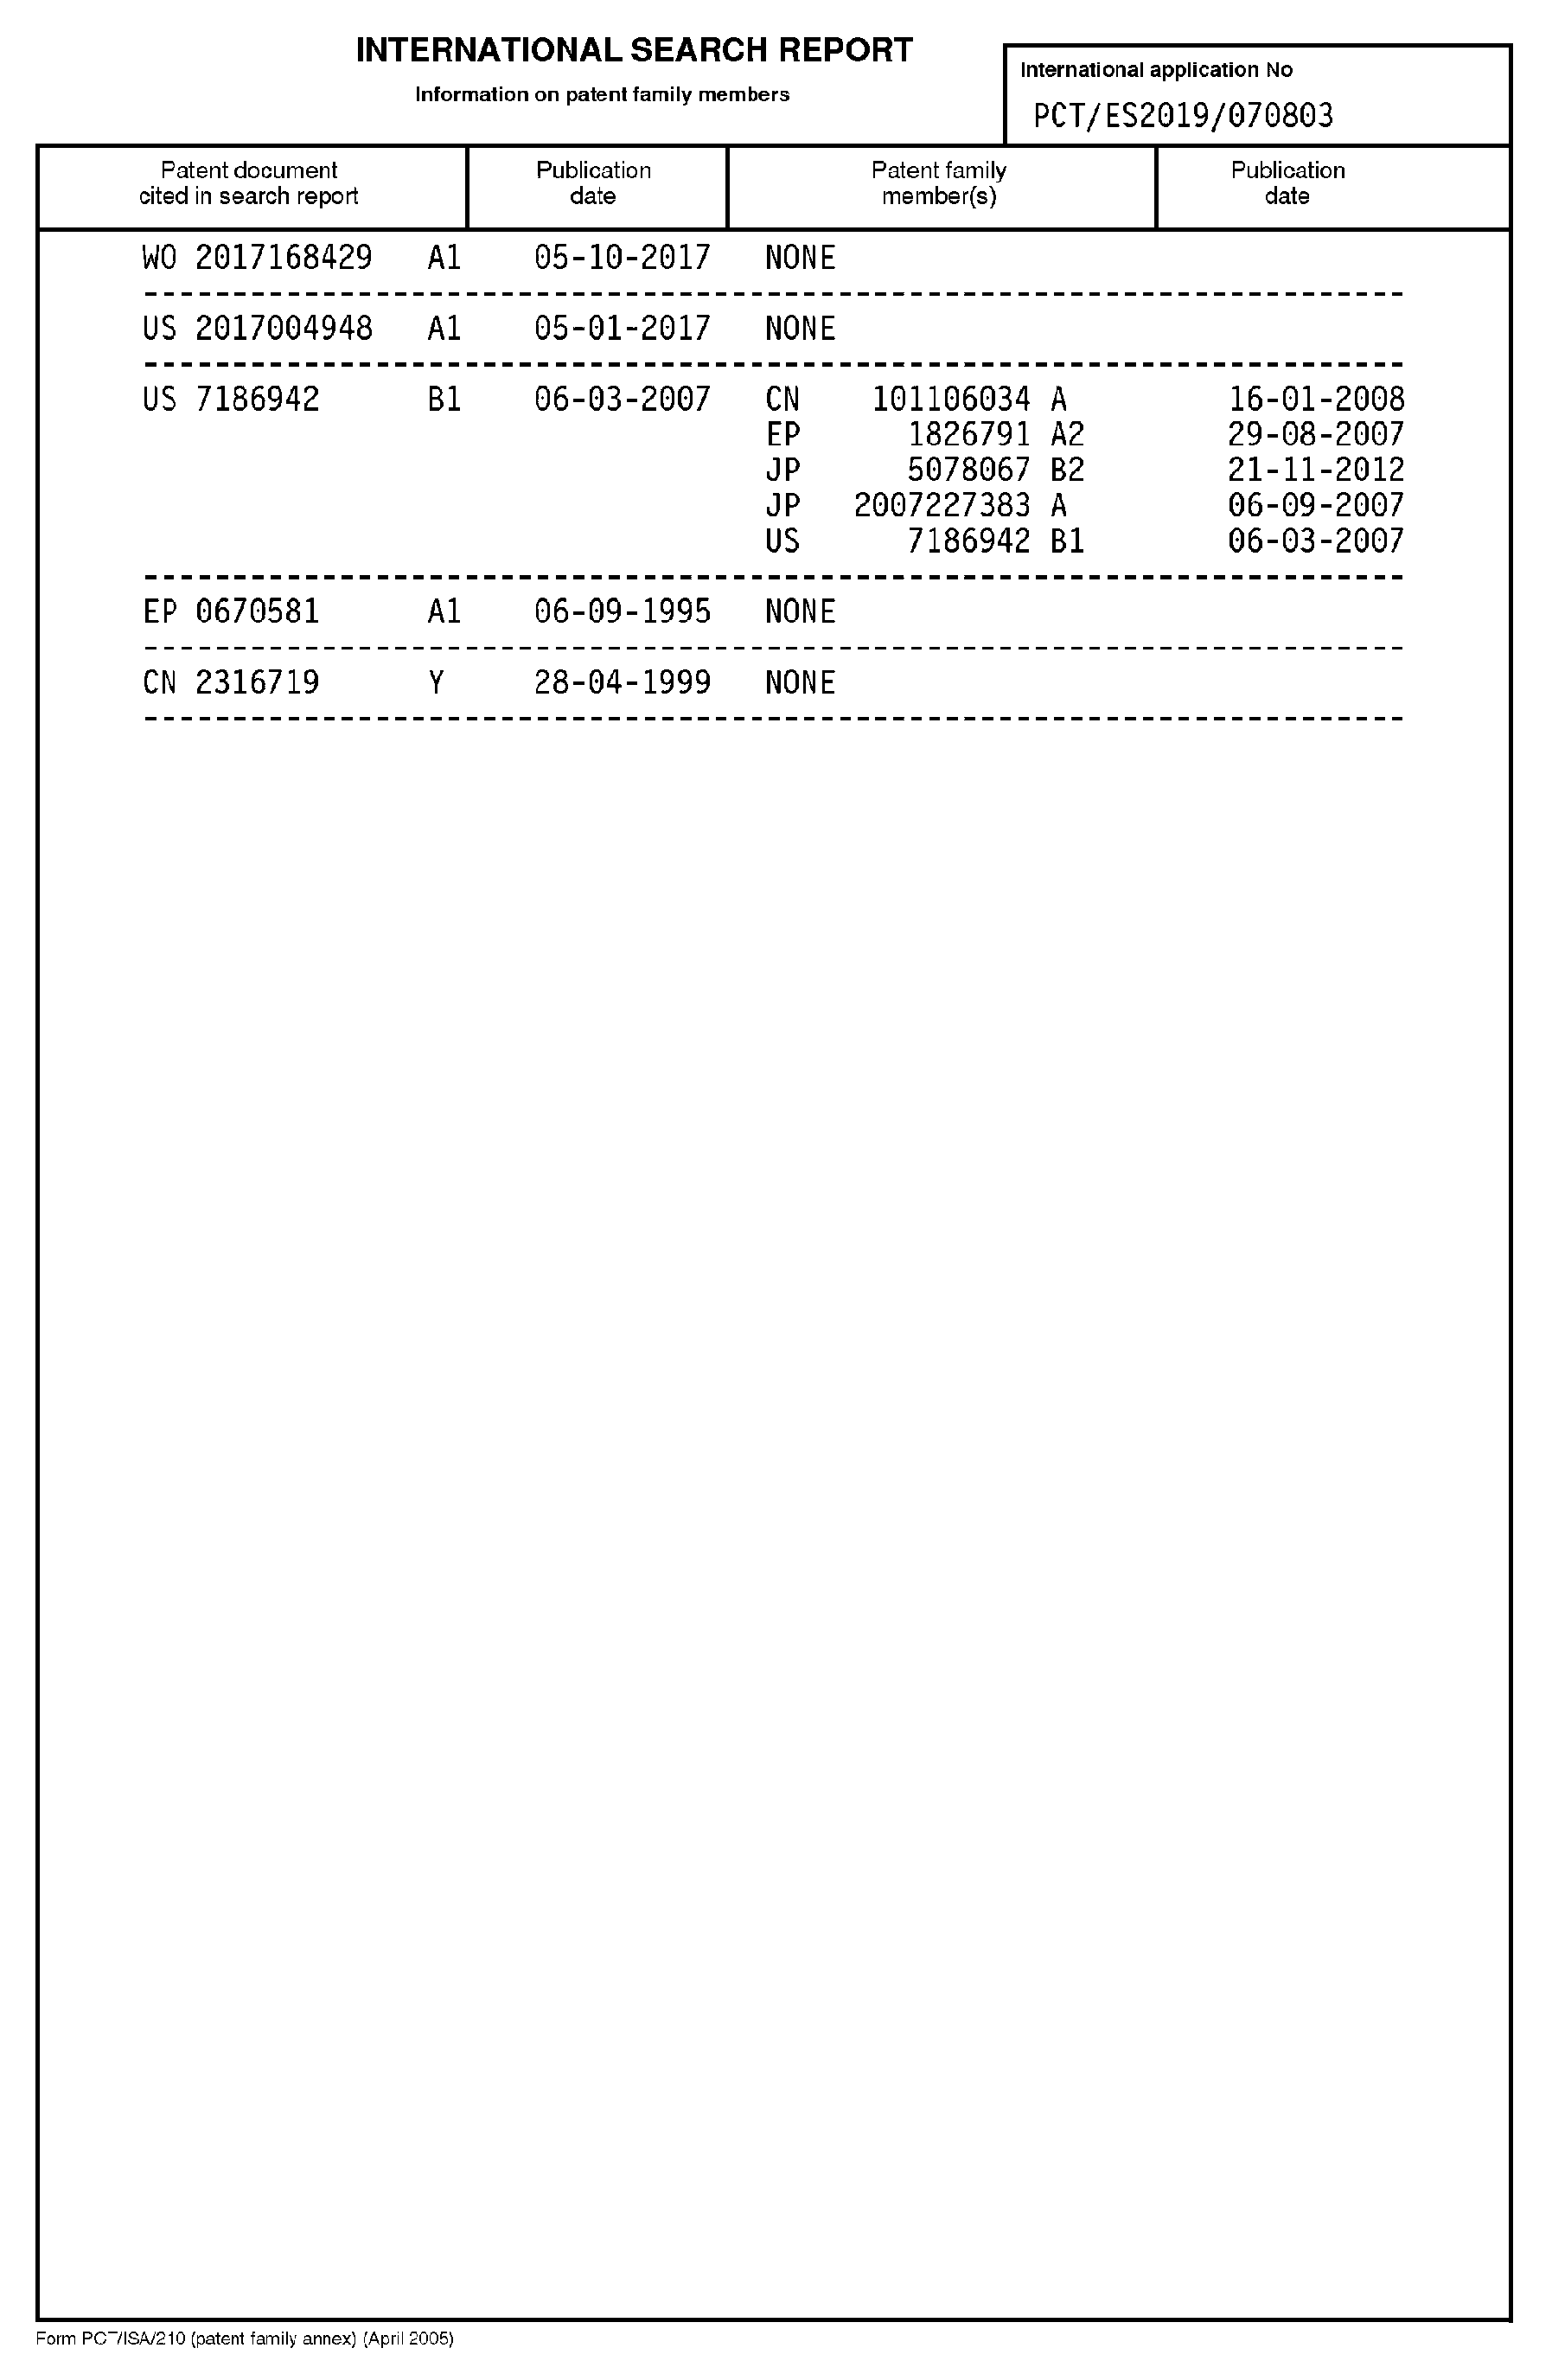 INTERNATIONAL SEARCH REPORT
Information on patent family members
International application No
PCT/ES2019/070803
Patent document cited in search report
Publication date
Patent family member(s)
Publication date
WO 2017168429 A1 05-10-2017 NONE
US 2017004948 A1 05-01-2017 NONE
US 7186942 B1 06-03-2007 CN 101106034 A 16-01-2008
EP 1826791 A2 29-08-2007
JP 5078067 B2 21-11-2012
JP 2007227383 A 06-09-2007
US 7186942 B1 06-03-2007
EP 0670581 A1 06-09-1995 NONE
CN 2316719 Y 28-04-1999 NONE
Form PCT/ISA/210 (patent family annex) (April 2005)